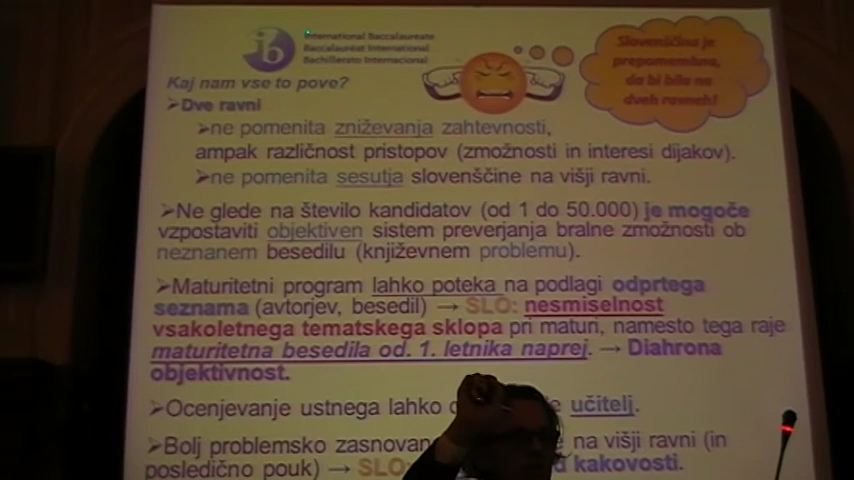 ib
International Baccalaureate
Baccalauréat International
Bachillerato Internacional
Slovenščina je
prepomembna,
da bi bila na
dveh ravneh!
Kaj nam vse to pove?
➢Dve ravni
➢ne pomenita zniževanja zahtevnosti,
ampak različnost pristopov (zmožnosti in interesi dijakov).
➢ne pomenita sesutja slovenščine na višji ravni.
➢Ne glede na število kandidatov (od 1 do 50.000) je mogoče
vzpostaviti objektiven sistem preverjanja bralne zmožnosti ob
neznanem besedilu (književnem problemu).
➢Maturitetni program lahko poteka na podlagi odprtega
seznama (avtorjev, besedil) → SLO: nesmiselnost
vsakoletnega tematskega sklopa pri maturi, namesto tega raje
maturitetna besedila od. 1. letnika naprej. → Diahrona
objektivnost.
➢Ocenjevanje ustnega lahko učitelj.
➢Bolj problemsko na višji ravni (in
posledično pouk) → SLO: kakovosti.